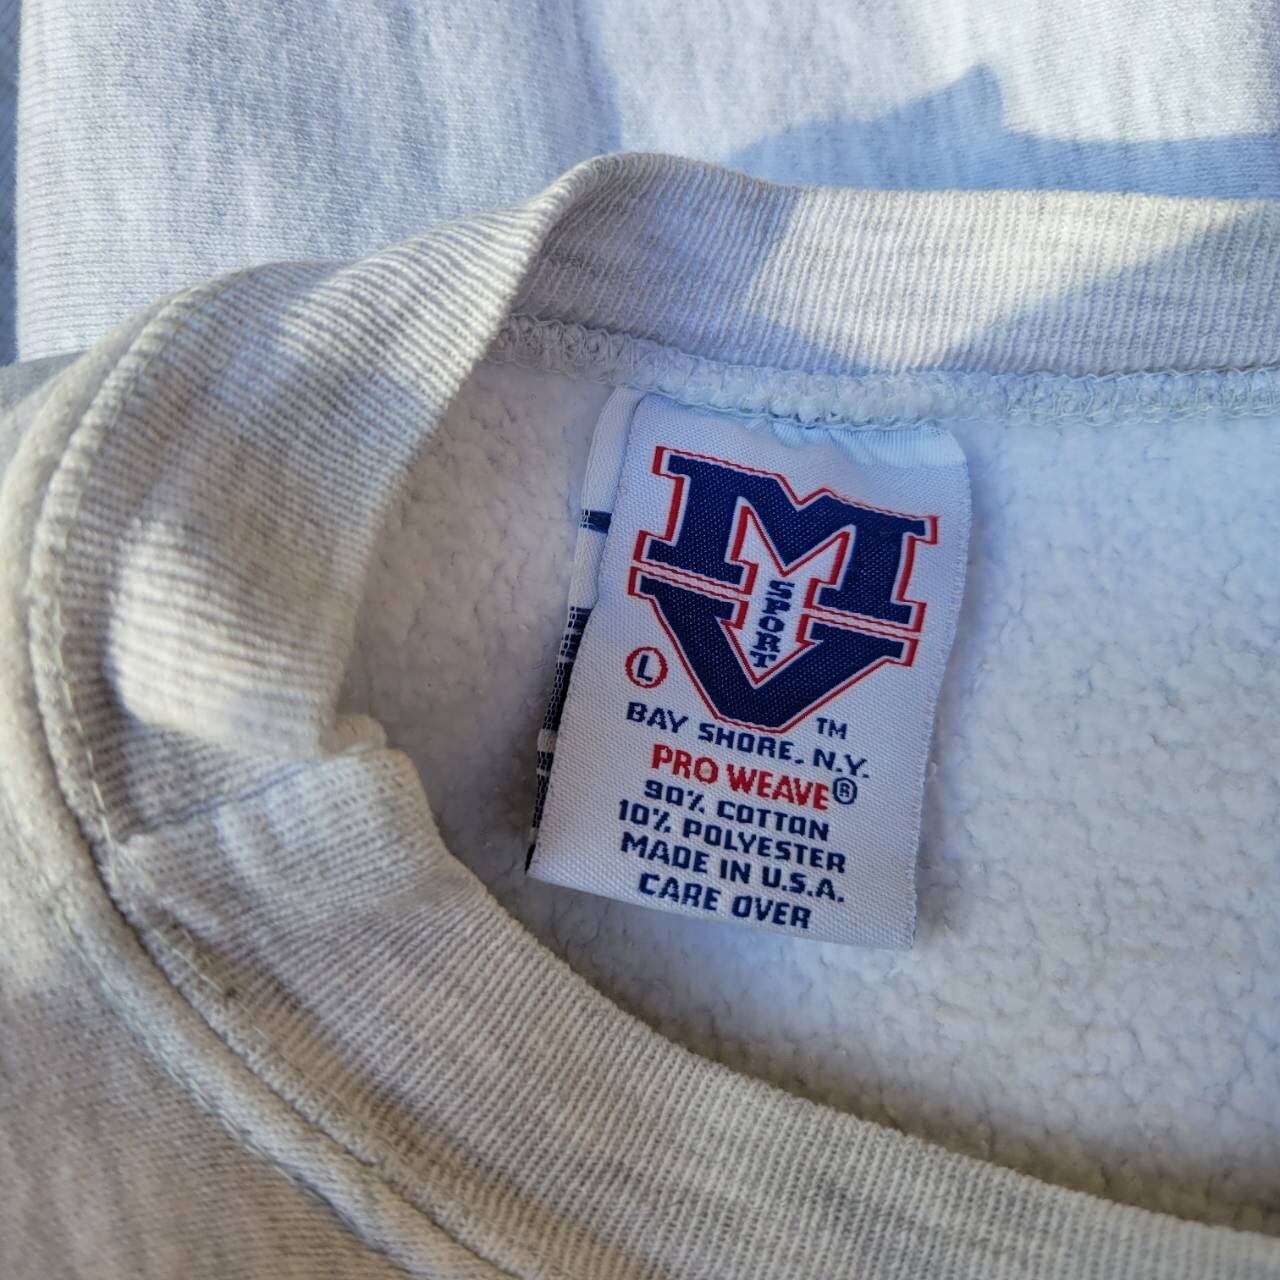 MV
SPORT
TM
L
BAY SHORE, N.Y.
PRO WEAVE®
90% COTTON
10% POLYESTER
MADE IN U.S.A.
CARE OVER